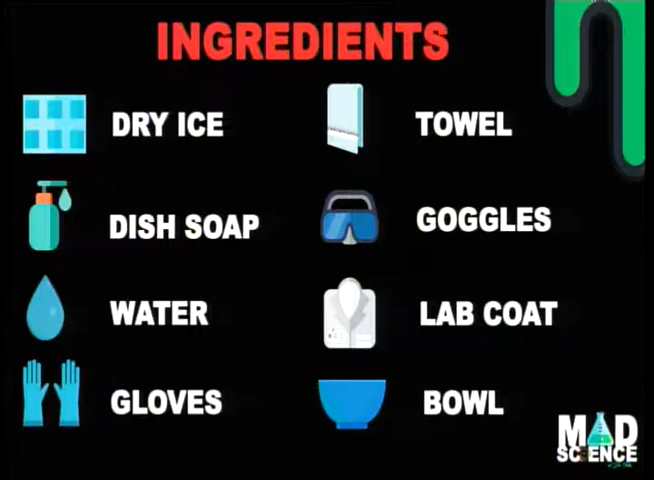 INGREDIENTS
DRY ICE
TOWEL
DISH SOAP
GOGGLES
WATER
LAB COAT
GLOVES
BOWL
MAD
SCIENCE